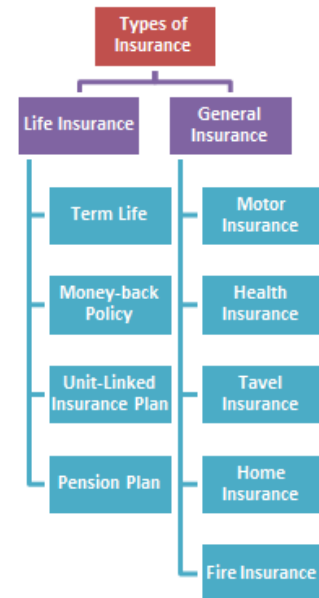 Types of
Insurance
Life Insurance
General
Insurance
Term Life
Money-back
Policy
Unit-Linked
Insurance Plan
Pension Plan
Motor
Insurance
Health
Insurance
Tavel
Insurance
Home
Insurance
Fire Insurance